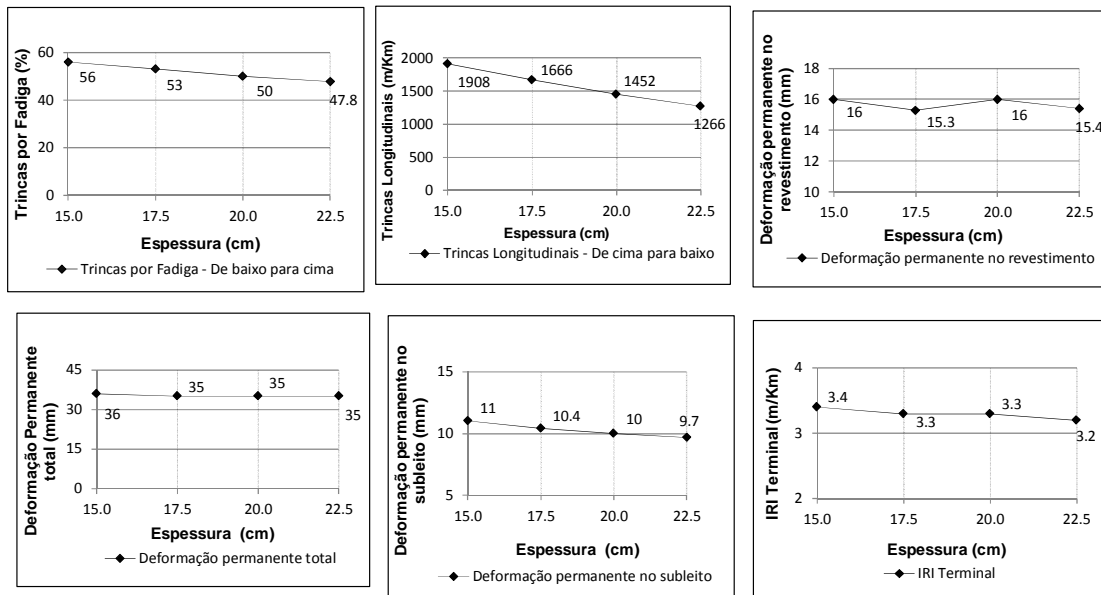 Trincas por Fadiga (%)
60
40
20
0
56
53
50
47.8
15.0 17.5 20.0 22.5
Espessura (cm)
Trincas por Fadiga - De baixo para cima
Trincas Longitudinais (m/Km)
2000
1500
1000
500
0
1908
1666
1452
1266
15.0 17.5 20.0 22.5
Espessura (cm)
Trincas Longitudinais - De cima para baixo
Deformação permanente no
revestimento (mm)
18
16
14
12
10
16
15.3
16
15.4
15.0 17.5 20.0 22.5
Espessura (cm)
Deformação permanente no revestimento
Deformação Permanente
total (mm)
45
30
15
0
36
35
35
35
15.0 17.5 20.0 22.5
Espessura (cm)
Deformação permanente total
Deformação permanente no
subleito (mm)
15
10
5
11
10.4
10
9.7
15.0 17.5 20.0 22.5
Espessura (cm)
Deformação permanente no subleito
IRI Terminal (m/Km)
4
3
2
3.4
3.3
3.3
3.2
15.0 17.5 20.0 22.5
Espessura (cm)
IRI Terminal